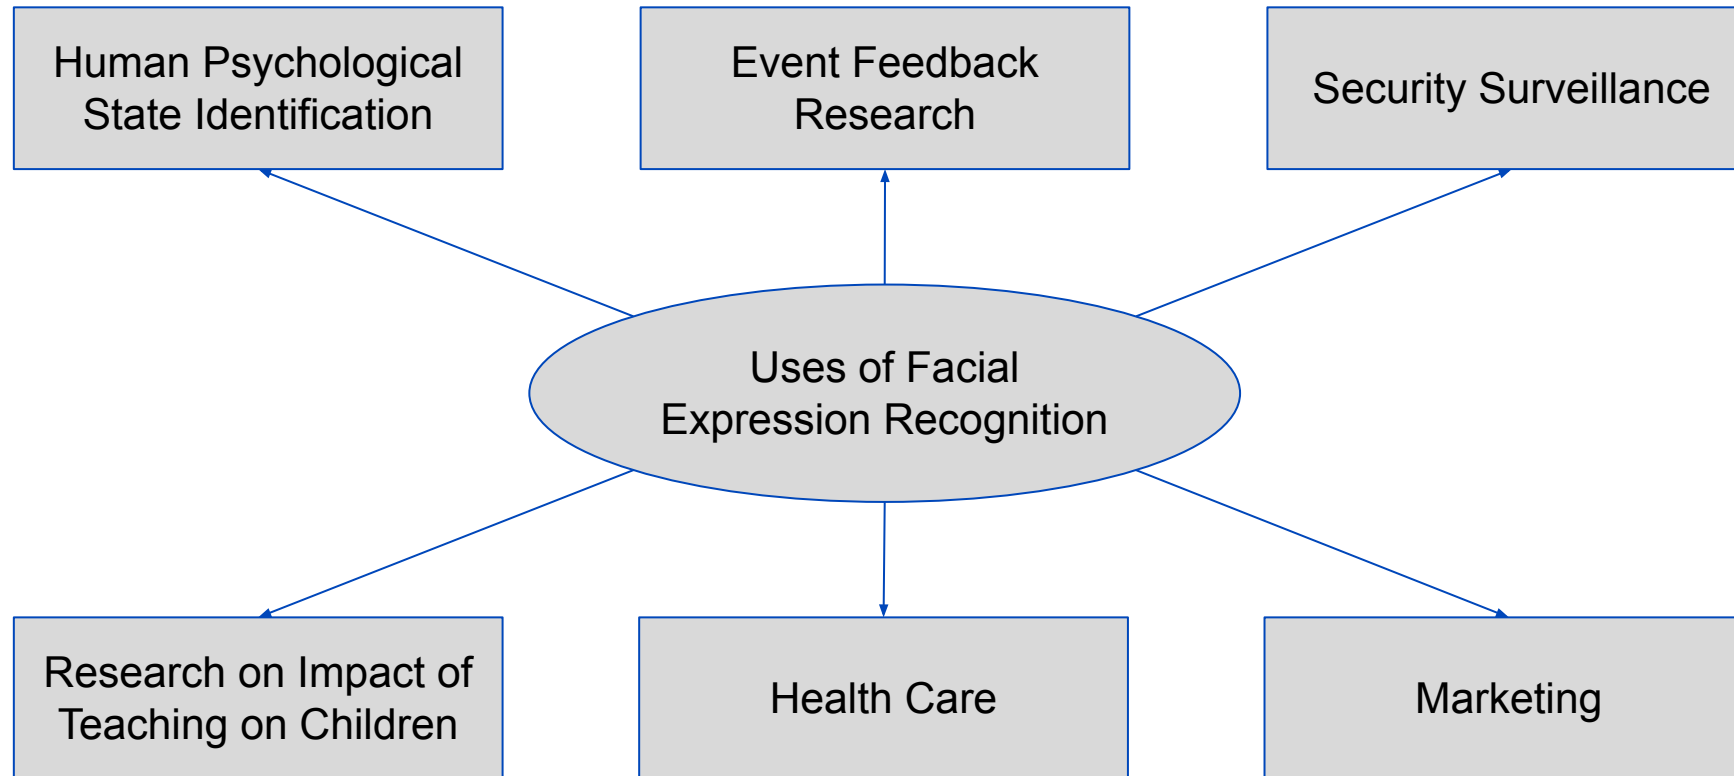 Human Psychological
State Identification
Event Feedback
Research
Security Surveillance
Uses of Facial
Expression Recognition
Research on Impact of
Teaching on Children
Health Care
Marketing